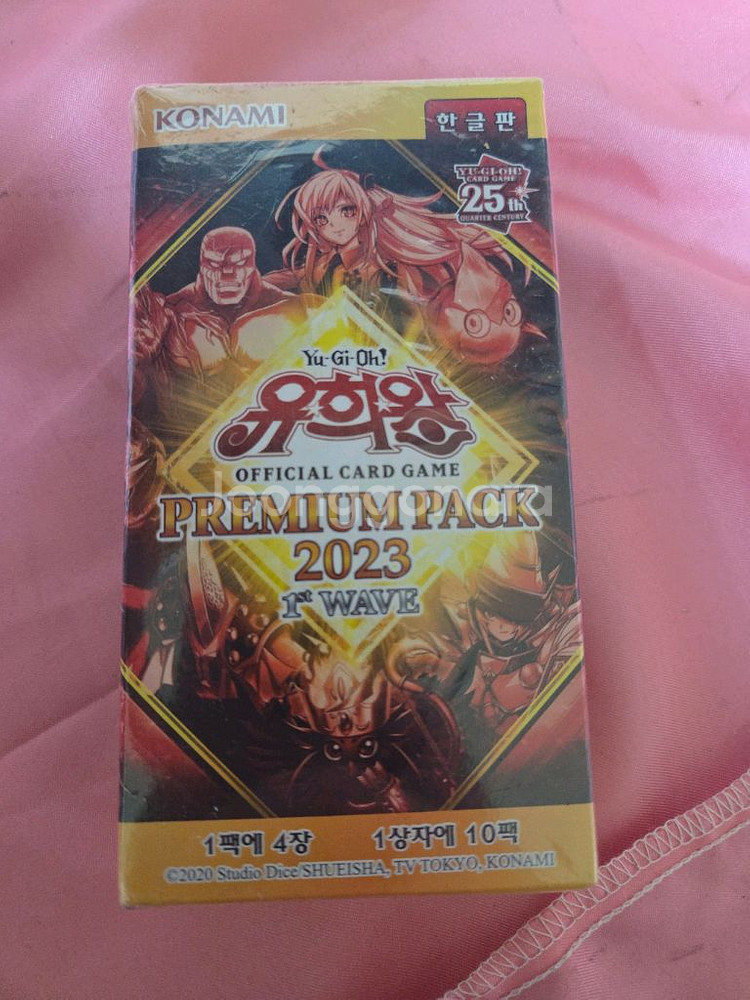 KONAMI
한글판
YU-GI-OH!
CARD GAME
25th
QUARTER CENTURY
Yu-Gi-Oh!
유희왕
OFFICIAL CARD GAME
Joonggonara
PREMIUM PACK
2023
1st WAVE
1팩에 4장 1상자에 10팩
©2020 Studio Dice/SHUEISHA, TV TOKYO, KONAMI